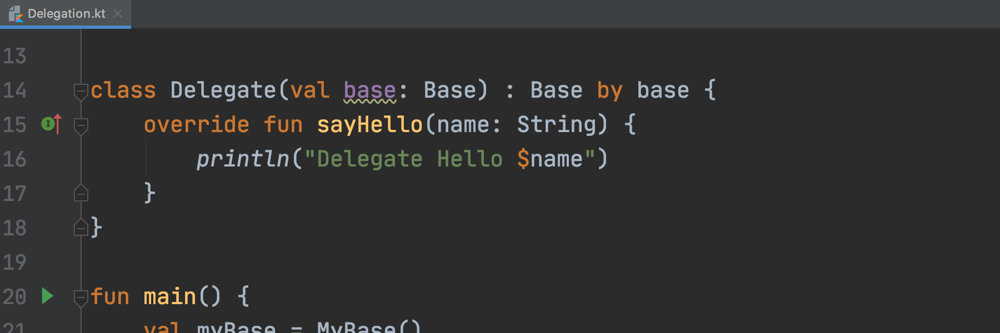 Delegation.kt
13
14 class Delegate(val base: Base) : Base by base {
15 override fun sayHello(name: String) {
16 println("Delegate Hello $name")
17 }
18 }
19
20 fun main() {
21 val myBase = MyBase()